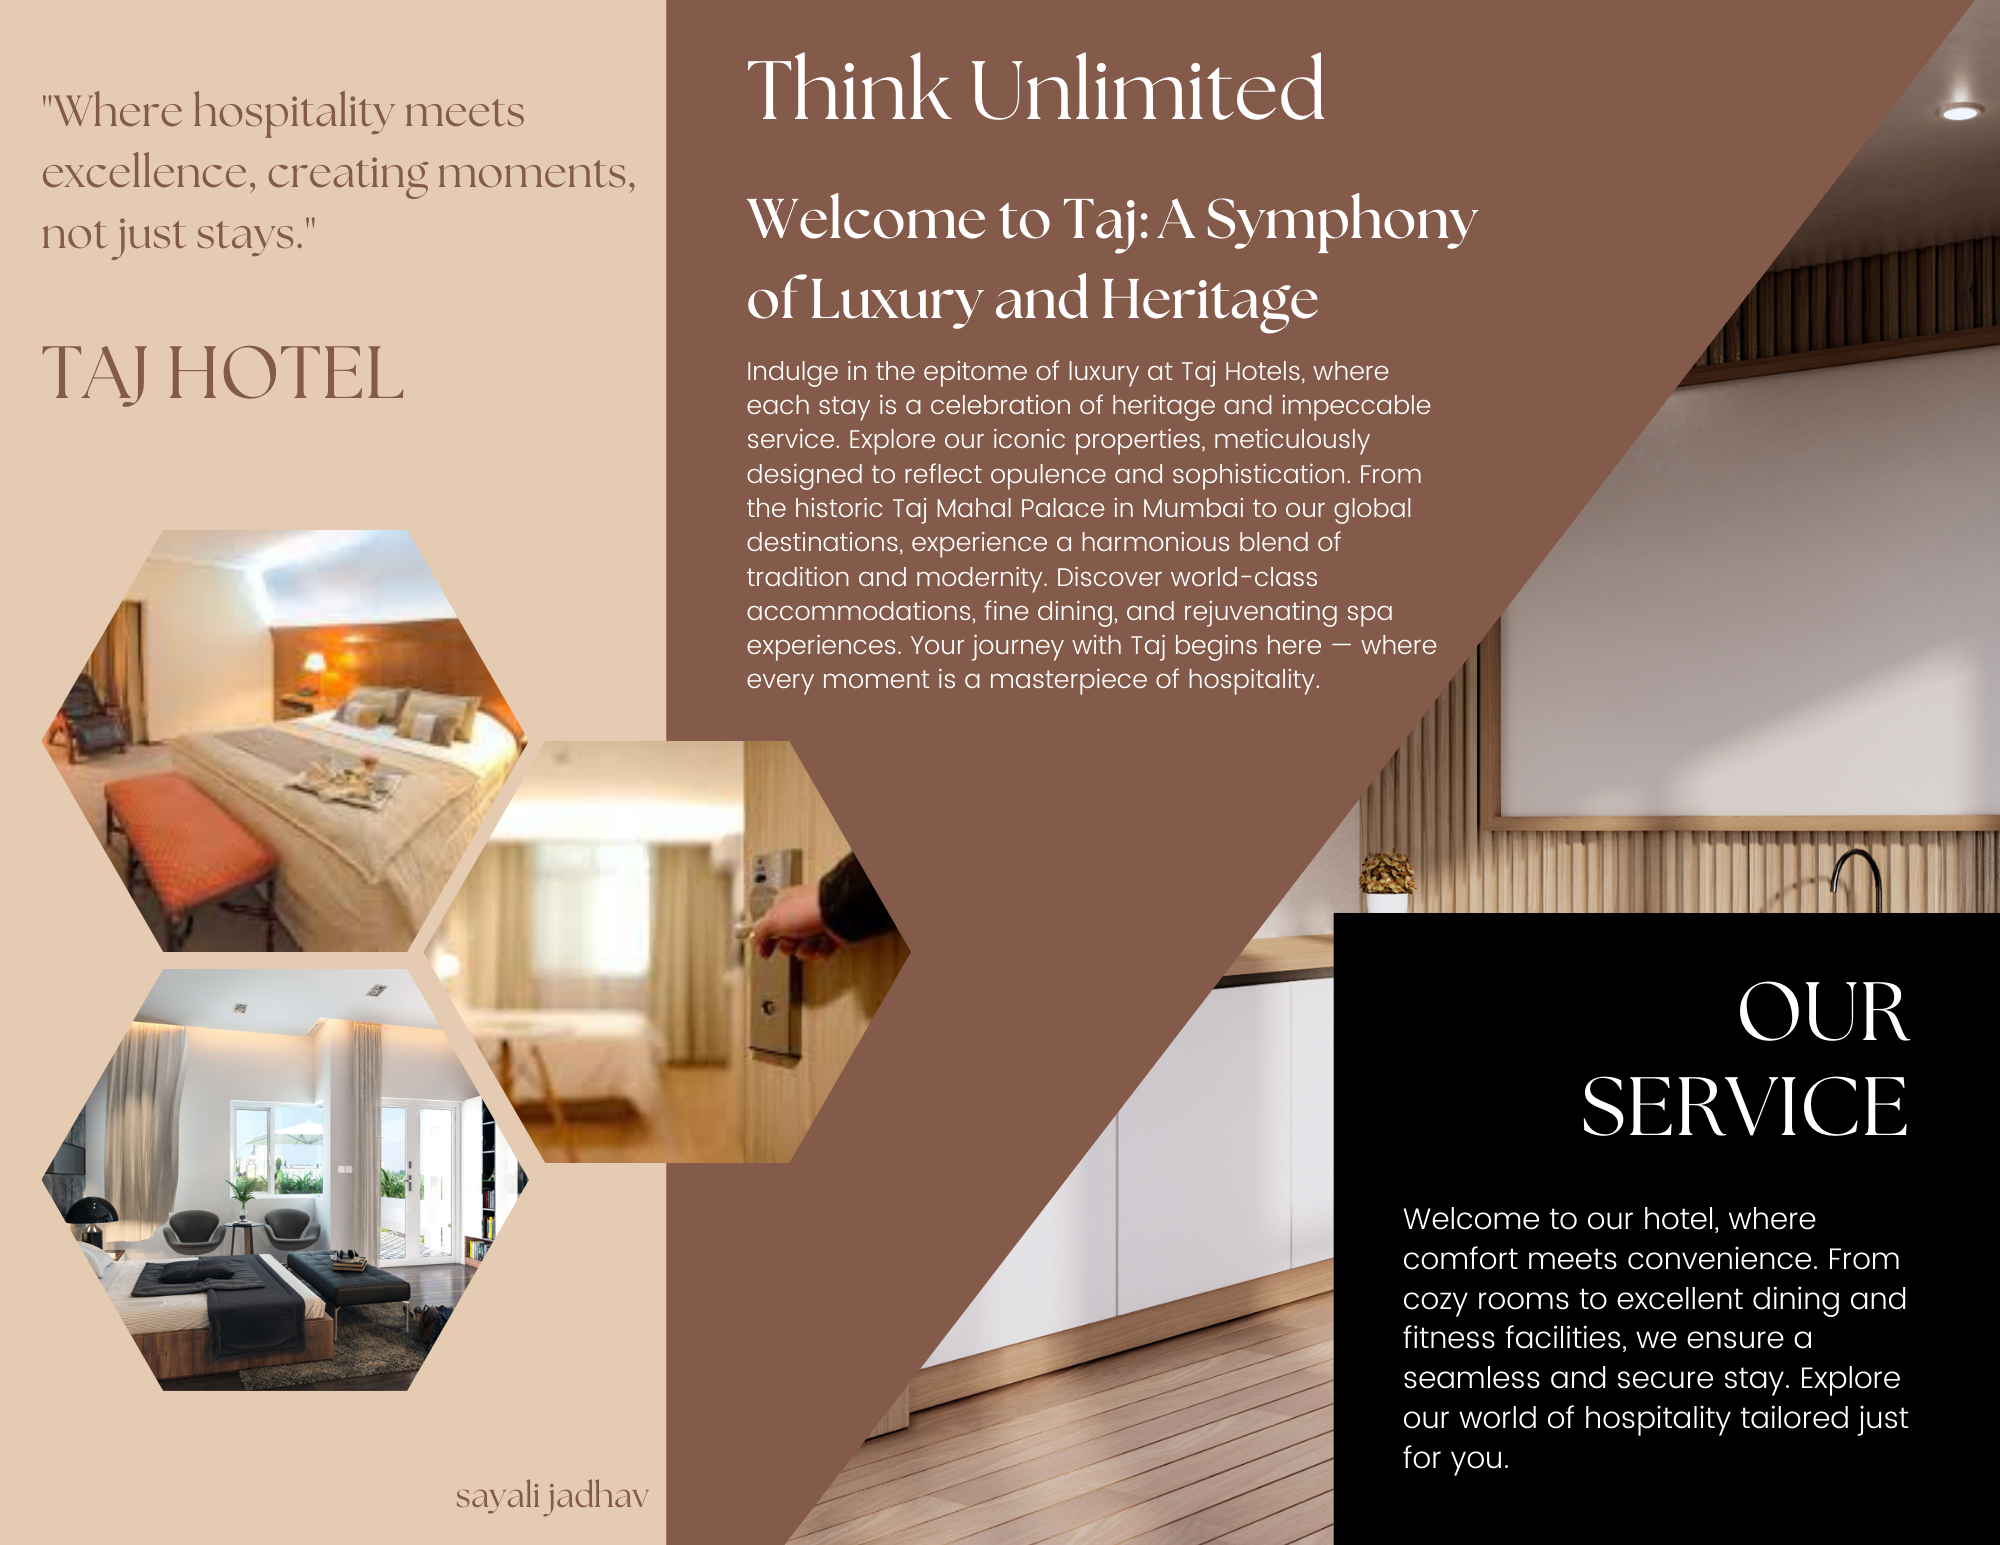 "Where hospitality meets
excellence, creating moments,
not just stays."
TAJ HOTEL
sayali jadhav
Think Unlimited
Welcome to Taj: A Symphony
of Luxury and Heritage
Indulge in the epitome of luxury at Taj Hotels, where
each stay is a celebration of heritage and impeccable
service. Explore our iconic properties, meticulously
designed to reflect opulence and sophistication. From
the historic Taj Mahal Palace in Mumbai to our global
destinations, experience a harmonious blend of
tradition and modernity. Discover world-class
accommodations, fine dining, and rejuvenating spa
experiences. Your journey with Taj begins here — where
every moment is a masterpiece of hospitality.
OUR
SERVICE
Welcome to our hotel, where
comfort meets convenience. From
cozy rooms to excellent dining and
fitness facilities, we ensure a
seamless and secure stay. Explore
our world of hospitality tailored just
for you.